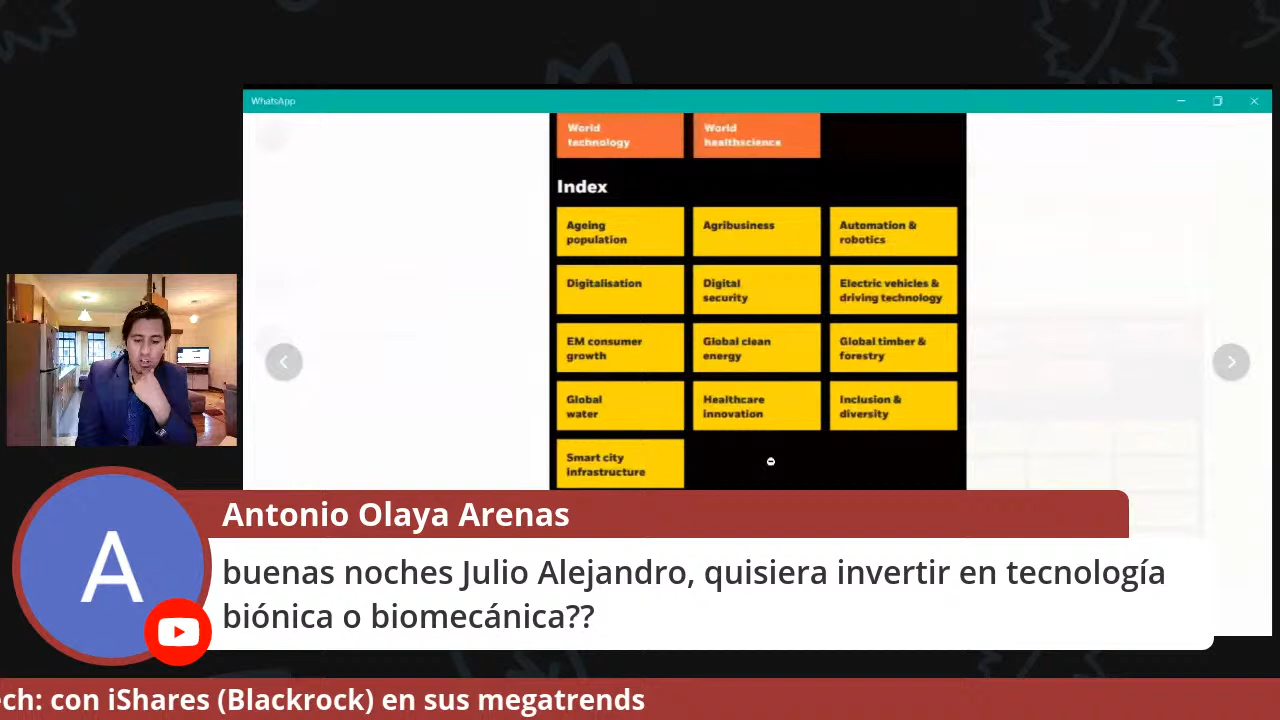 WhatsApp
World
technology
World
healthscience
Index
Ageing
population
Agribusiness
Automation &
robotics
Digitalisation
Digital
security
Electric vehicles &
driving technology
EM consumer
growth
Global clean
energy
Global timber &
forestry
Global
water
Healthcare
innovation
Inclusion &
diversity
Smart city
infrastructure
A
Antonio Olaya Arenas
buenas noches Julio Alejandro, quisiera invertir en tecnología
biónica o biomecánica??
ech: con iShares (Blackrock) en sus megatrends